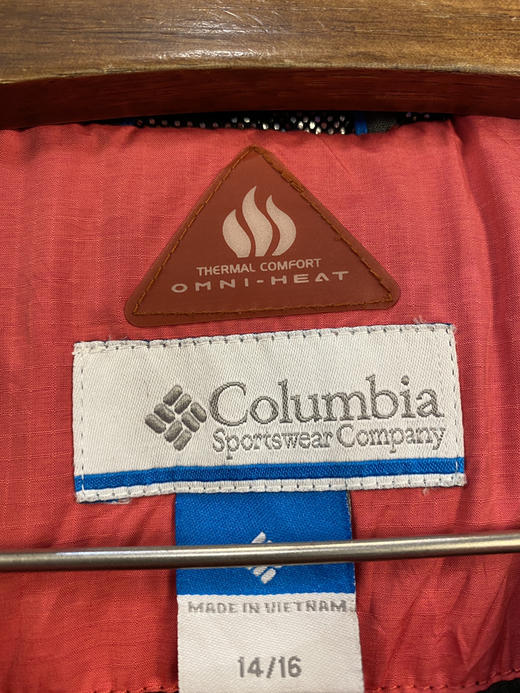 THERMAL COMFORT
OMNI-HEAT
Columbia
Sportswear Company
MADE IN VIETNAM
14/16